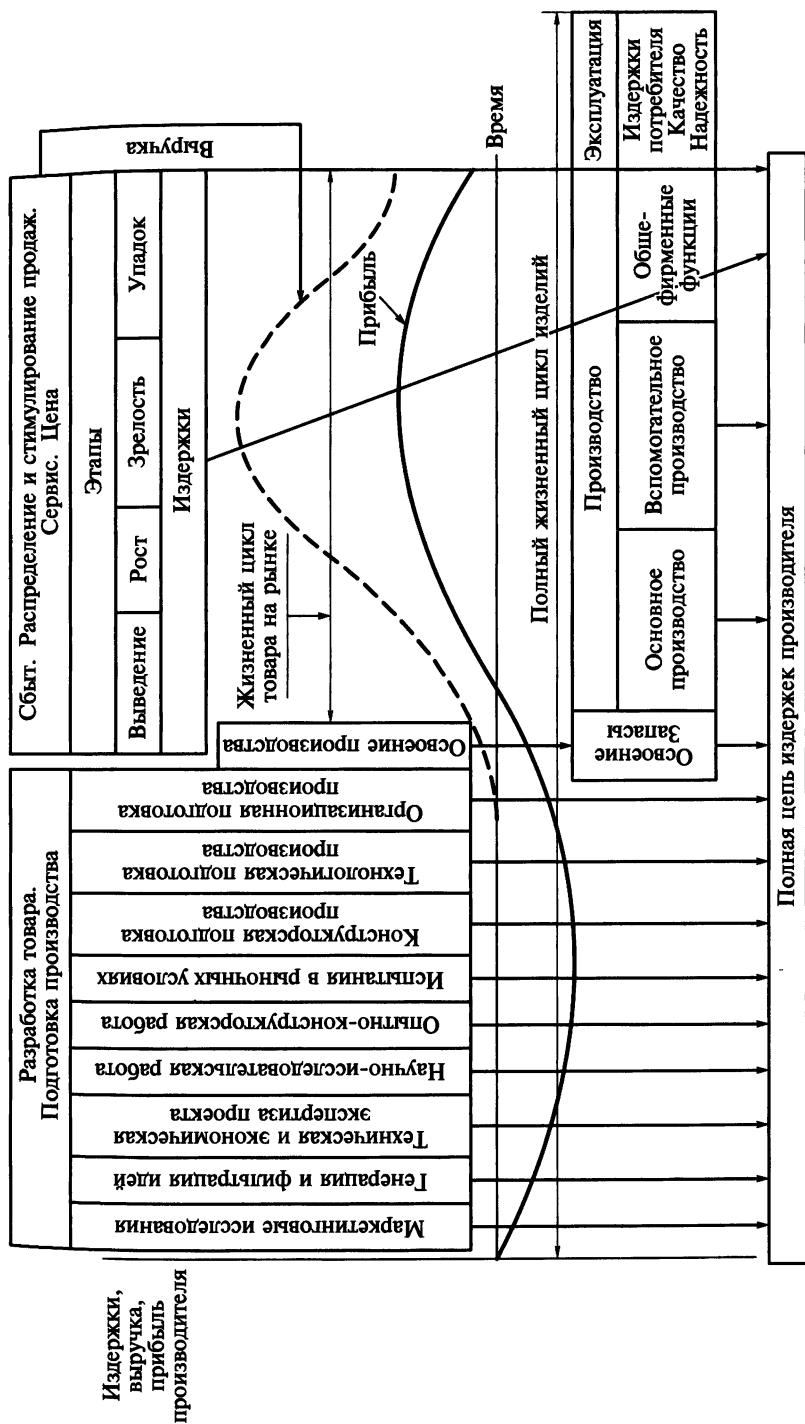 Издержки,
выручка,
прибыль
производителя
Разработка товара.
Подготовка производства
Маркетинговые исследования
Генерация и фильтрация идей
Техническая и экономическая
экспертиза проекта
Научно-исследовательская работа
Опытно-конструкторская работа
Испытания в рыночных условиях
Конструкторская подготовка
производства
Технологическая подготовка
производства
Организационная подготовка
производства
Освоение производства
Сбыт. Распределение и стимулирование продаж.
Сервис. Цена
Этапы
Выведение
Рост
Зрелость
Упадок
Издержки
Выручка
Жизненный цикл
товара на рынке
Прибыль
Время
Полный жизненный цикл изделий
Освоение
Запасы
Производство
Эксплуатация
Основное
производство
Вспомогательное
производство
Обще-
фирменные
функции
Издержки
потребителя
Качество
Надежность
Полная цепь издержек производителя